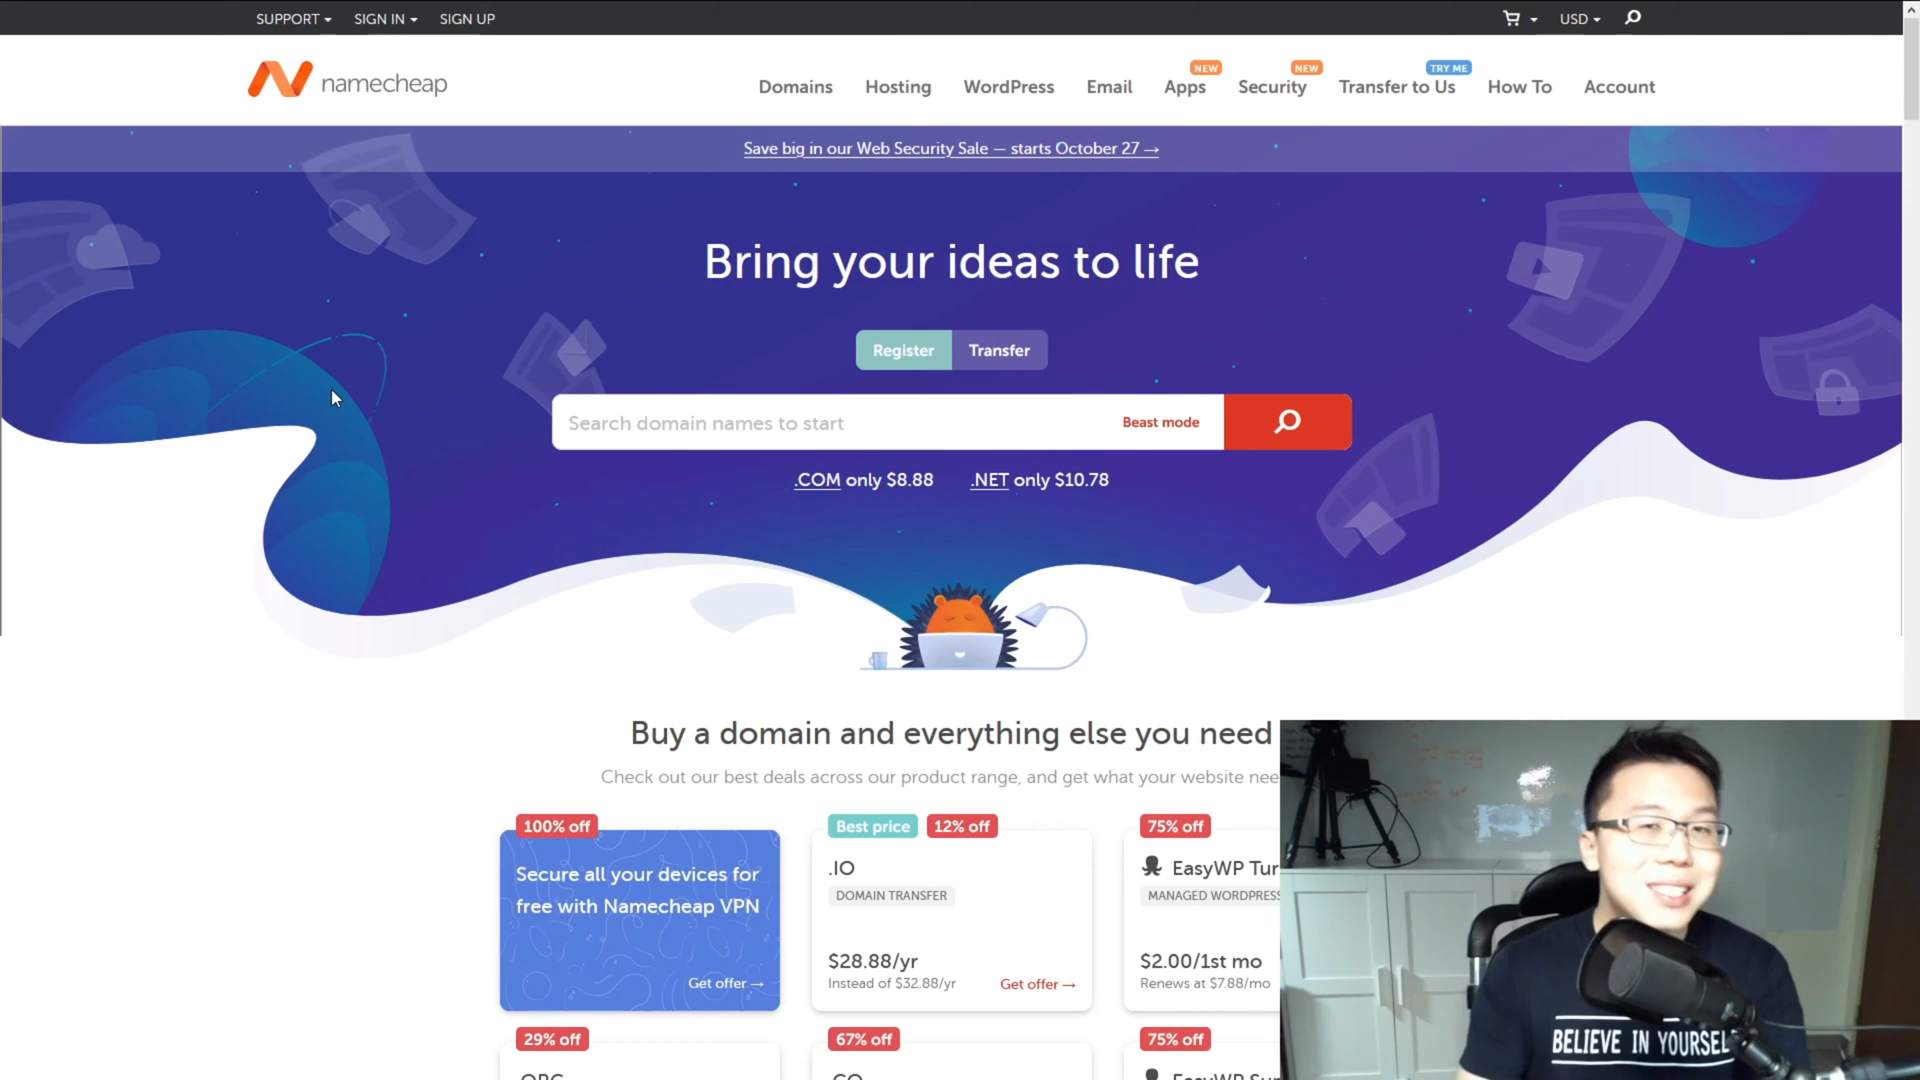 SUPPORT SIGN IN SIGN UP USD
namecheap
NEW NEW TRY ME
Domains Hosting WordPress Email Apps Security Transfer to Us How To Account
Save big in our Web Security Sale — starts October 27 →
Bring your ideas to life
Register Transfer
Search domain names to start Beast mode
.COM only $8.88 .NET only $10.78
Buy a domain and everything else you need
Check out our best deals across our product range, and get what your website nee
100% off
Secure all your devices for
free with Namecheap VPN
Get offer →
Best price 12% off
.IO
DOMAIN TRANSFER
$28.88/yr
Instead of $32.88/yr Get offer →
75% off
EasyWP Tur
MANAGED WORDPRESS
$2.00/1st mo
Renews at $7.88/mo
29% off 67% off 75% off
.ORG .CO EasyWP Su
BELIEVE IN YOURSEL